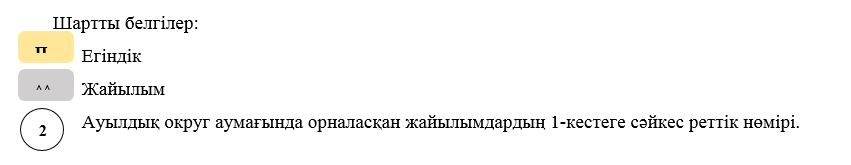 Шартты белгілер:
π Егіндік
^ ^ Жайылым
2 Ауылдық округ аумағында орналасқан жайылымдардың 1-кестеге сәйкес реттік нөмірі.